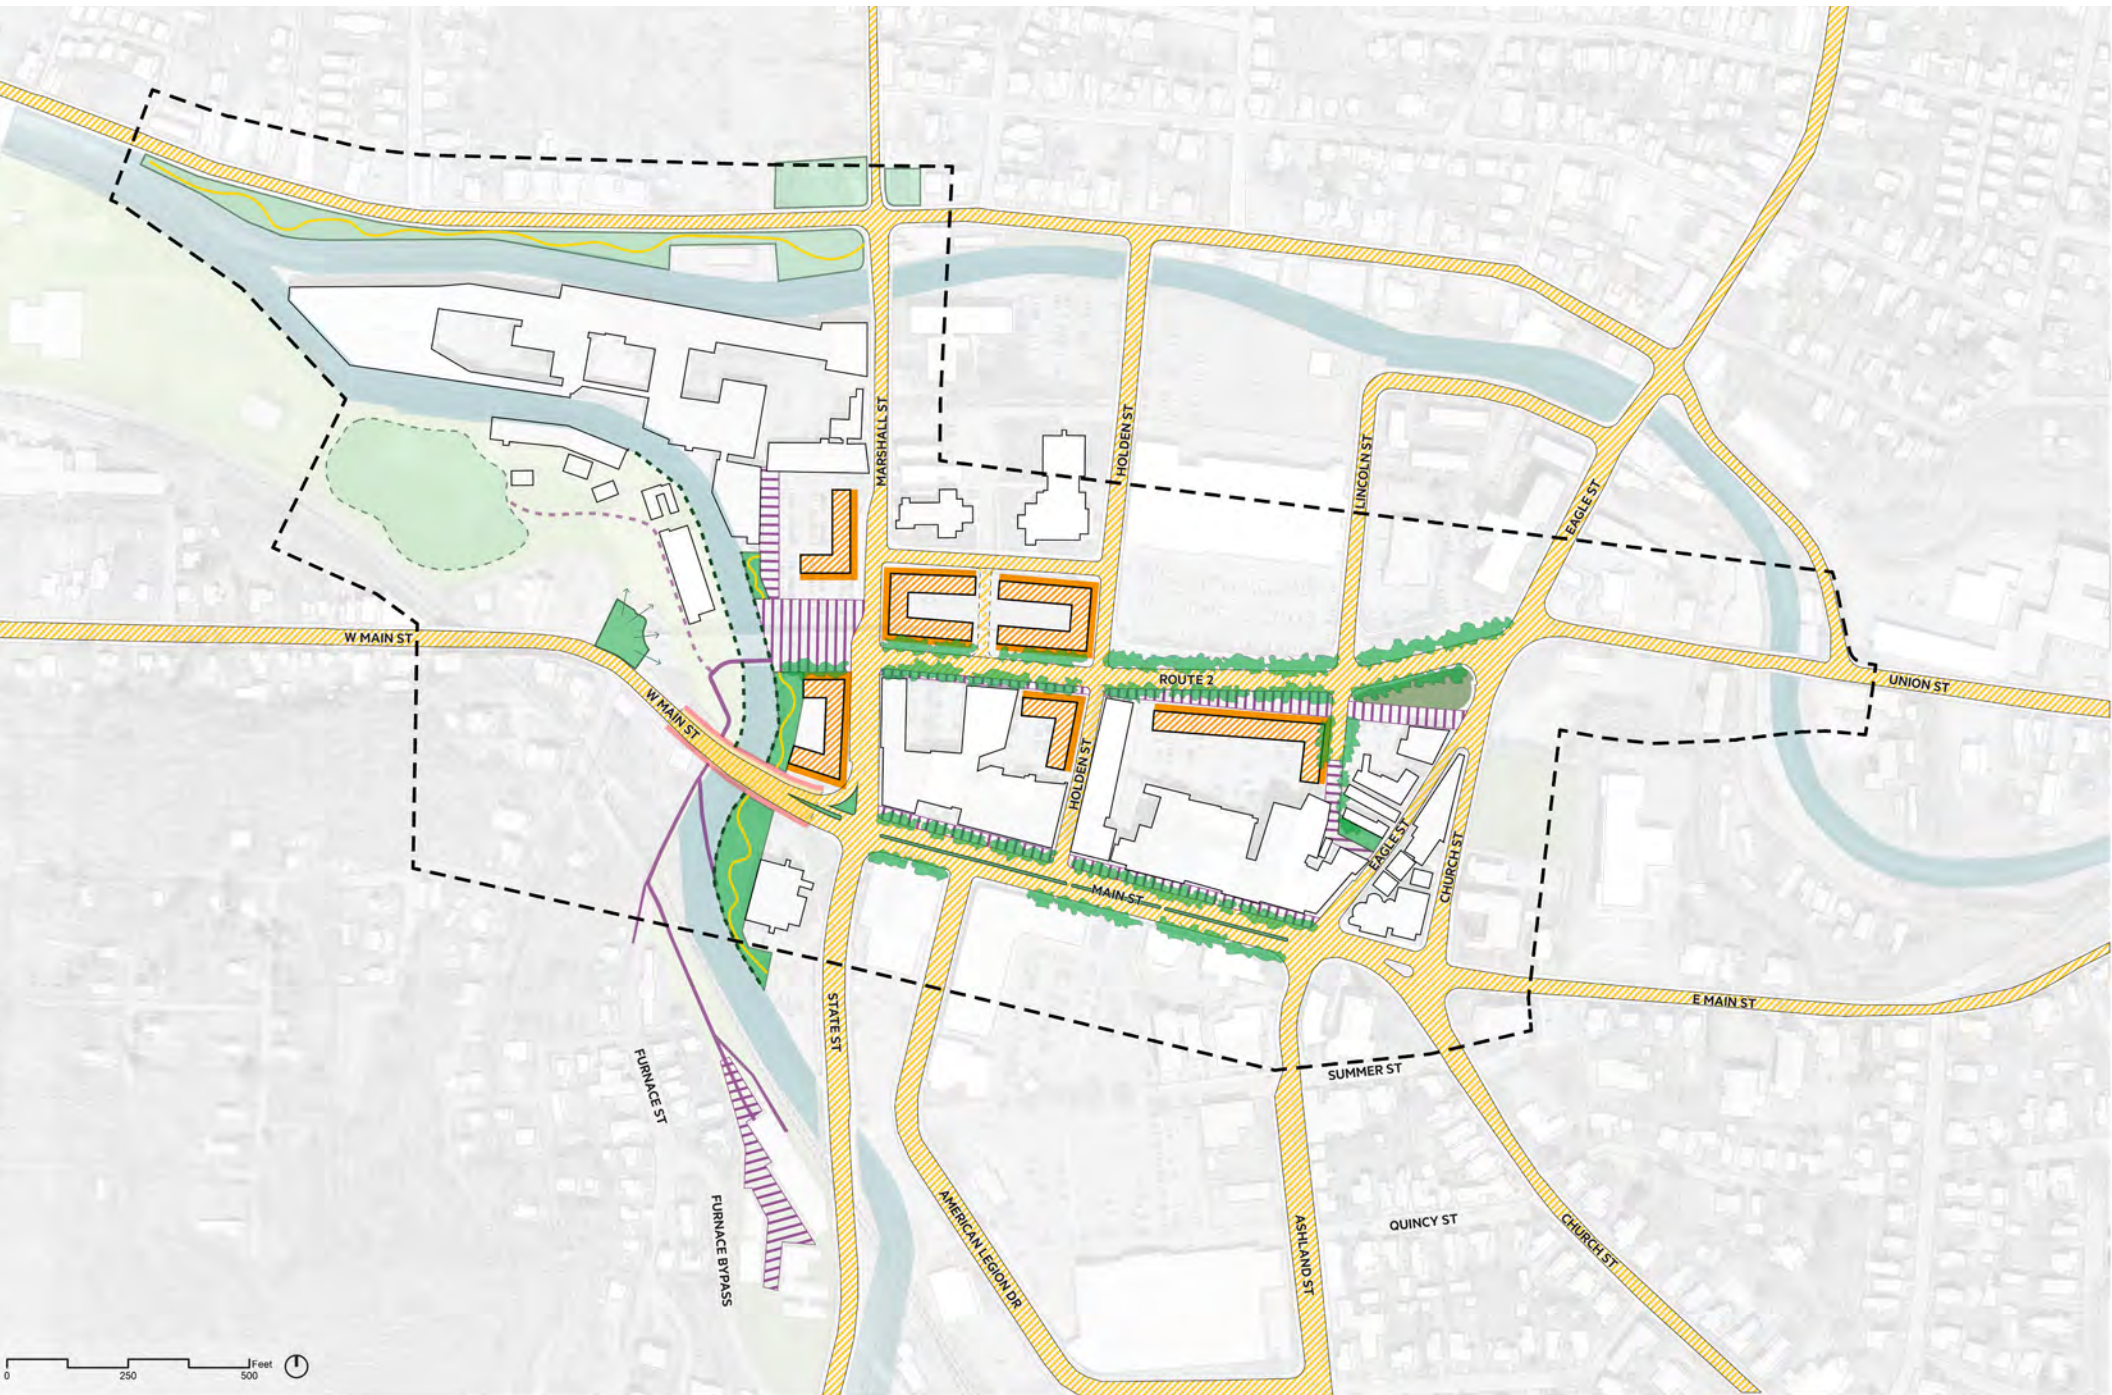 MARSHALL ST
HOLDEN ST
LINCOLN ST
EAGLE ST
W MAIN ST
W MAIN ST
ROUTE 2
UNION ST
HOLDEN ST
EAGLE ST
CHURCH ST
MAIN ST
STATE ST
E MAIN ST
SUMMER ST
FURNACE ST
FURNACE BYPASS
AMERICAN LEGION DR
ASHLAND ST
QUINCY ST
CHURCH ST
Feet
0 250 500